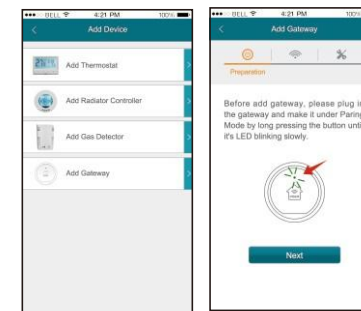 BELL 4:21 PM 100%
Add Device
Add Thermostat
Add Radiator Controller
Add Gas Detector
Add Gateway
BELL 4:21 PM 100%
Add Gateway
Preparation
Before add gateway, please plug in
the gateway and make it under Paring
Mode by long pressing the button until
it's LED blinking slowly.
Next